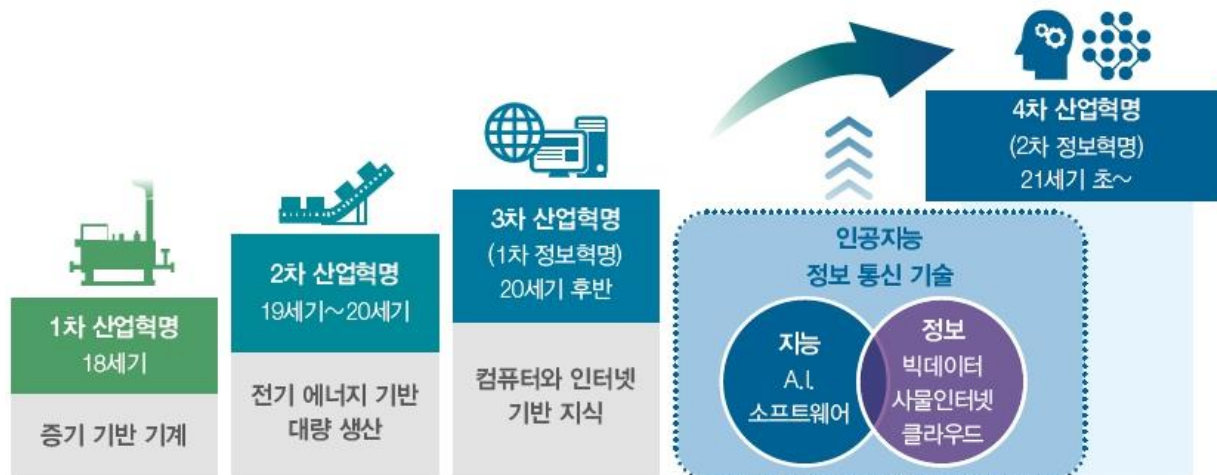 1차 산업혁명
18세기
증기 기반 기계
2차 산업혁명
19세기~20세기
전기 에너지 기반
대량 생산
3차 산업혁명
(1차 정보혁명)
20세기 후반
컴퓨터와 인터넷
기반 지식
인공지능
정보 통신 기술
지능
A.I.
소프트웨어
정보
빅데이터
사물인터넷
클라우드
4차 산업혁명
(2차 정보혁명)
21세기 초~